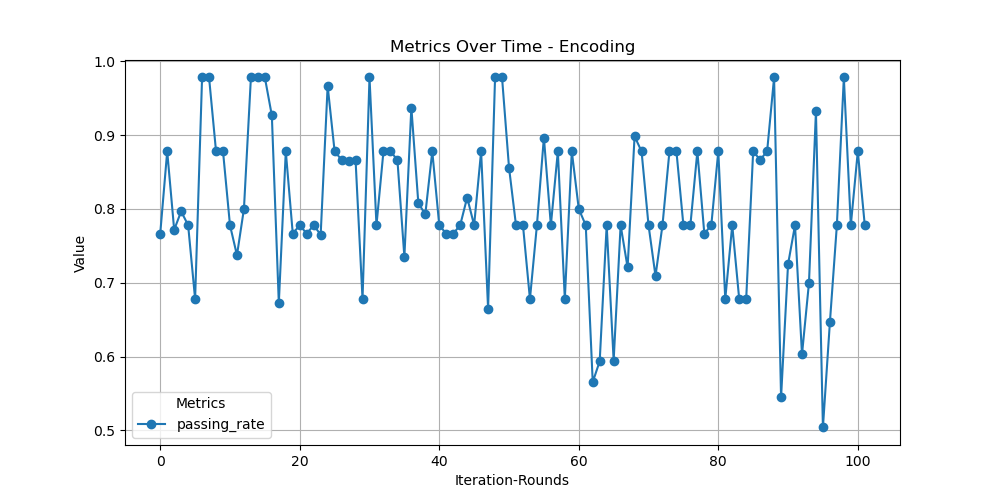 Metrics Over Time - Encoding
Value
1.0
0.9
0.8
0.7
0.6
0.5
Metrics
passing_rate
0 20 40 60 80 100
Iteration-Rounds